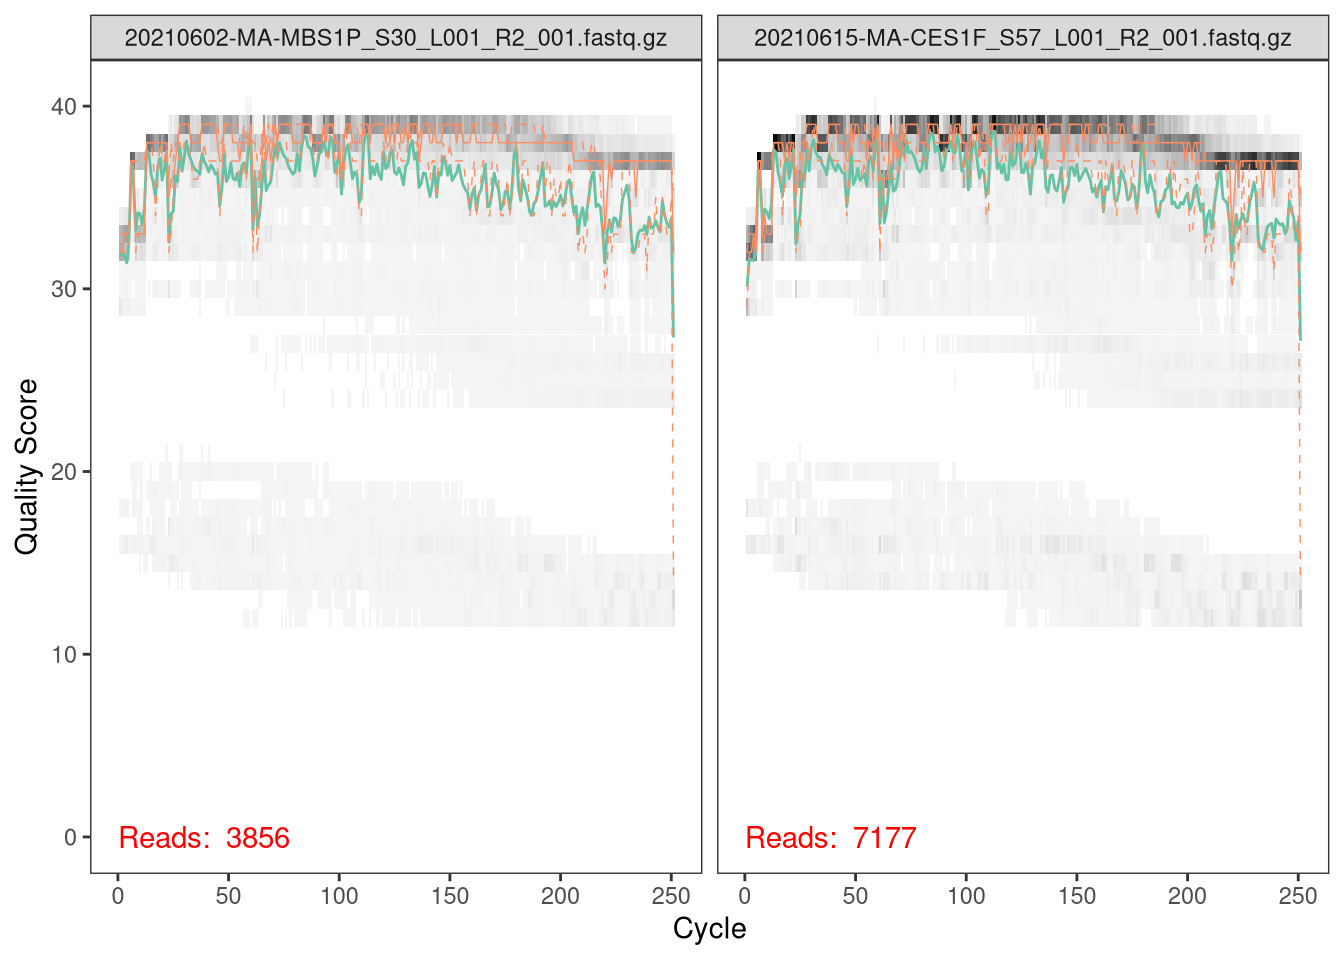 20210602-MA-MBS1P_S30_L001_R2_001.fastq.gz
20210615-MA-CES1F_S57_L001_R2_001.fastq.gz
Quality Score
40
30
20
10
0
Reads: 3856
Reads: 7177
0 50 100 150 200 250
0 50 100 150 200 250
Cycle